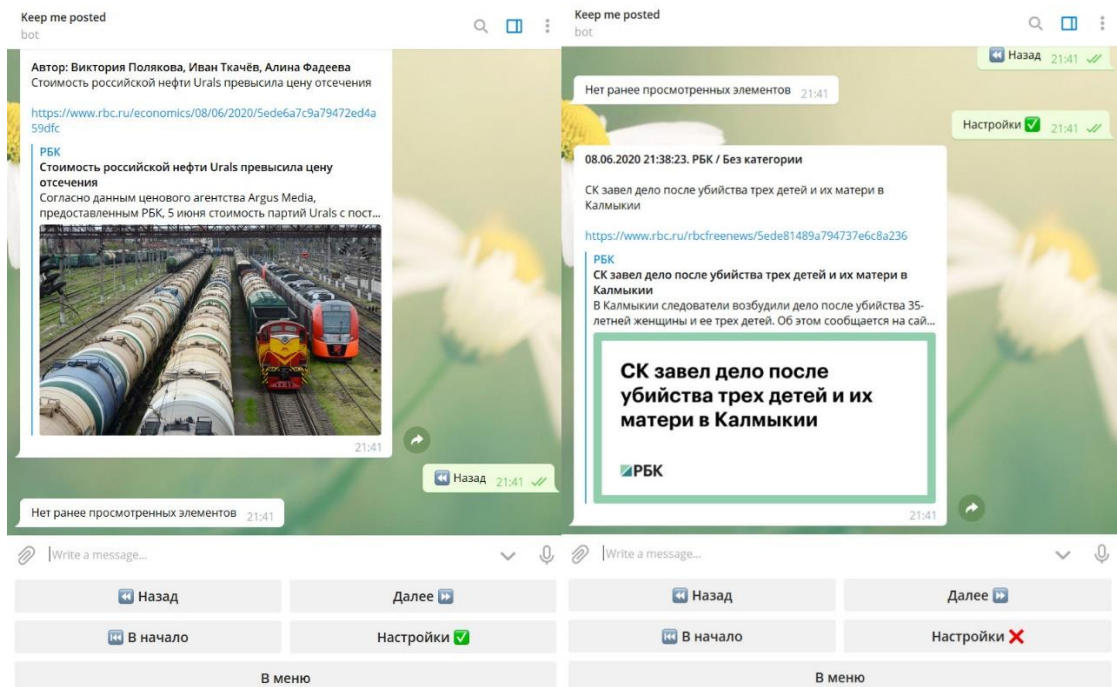 Keep me posted
bot
Автор: Виктория Полякова, Иван Ткачёв, Алина Фадеева
Стоимость российской нефти Urals превысила цену отсечения
https://www.rbc.ru/economics/08/06/2020/5ede6a7c9a79472ed4a
59dfc
РБК
Стоимость российской нефти Urals превысила цену
отсечения
Согласно данным ценового агентства Argus Media,
предоставленным РБК, 5 июня стоимость партий Urals с пост...
21:41
Назад 21:41
Нет ранее просмотренных элементов 21:41
Write a message...
Назад
Далее
В начало
Настройки
В меню
Keep me posted
bot
Назад 21:41
Нет ранее просмотренных элементов 21:41
Настройки 21:41
08.06.2020 21:38:23. РБК / Без категории
СК завел дело после убийства трех детей и их матери в
Калмыкии
https://www.rbc.ru/rbcfreenews/5ede81489a794737e6c8a236
РБК
СК завел дело после убийства трех детей и их матери в
Калмыкии
В Калмыкии следователи возбудили дело после убийства 35-
летней женщины и ее трех детей. Об этом сообщается на сай...
СК завел дело после
убийства трех детей и их
матери в Калмыкии
РБК
21:41
Write a message...
Назад
Далее
В начало
Настройки
В меню